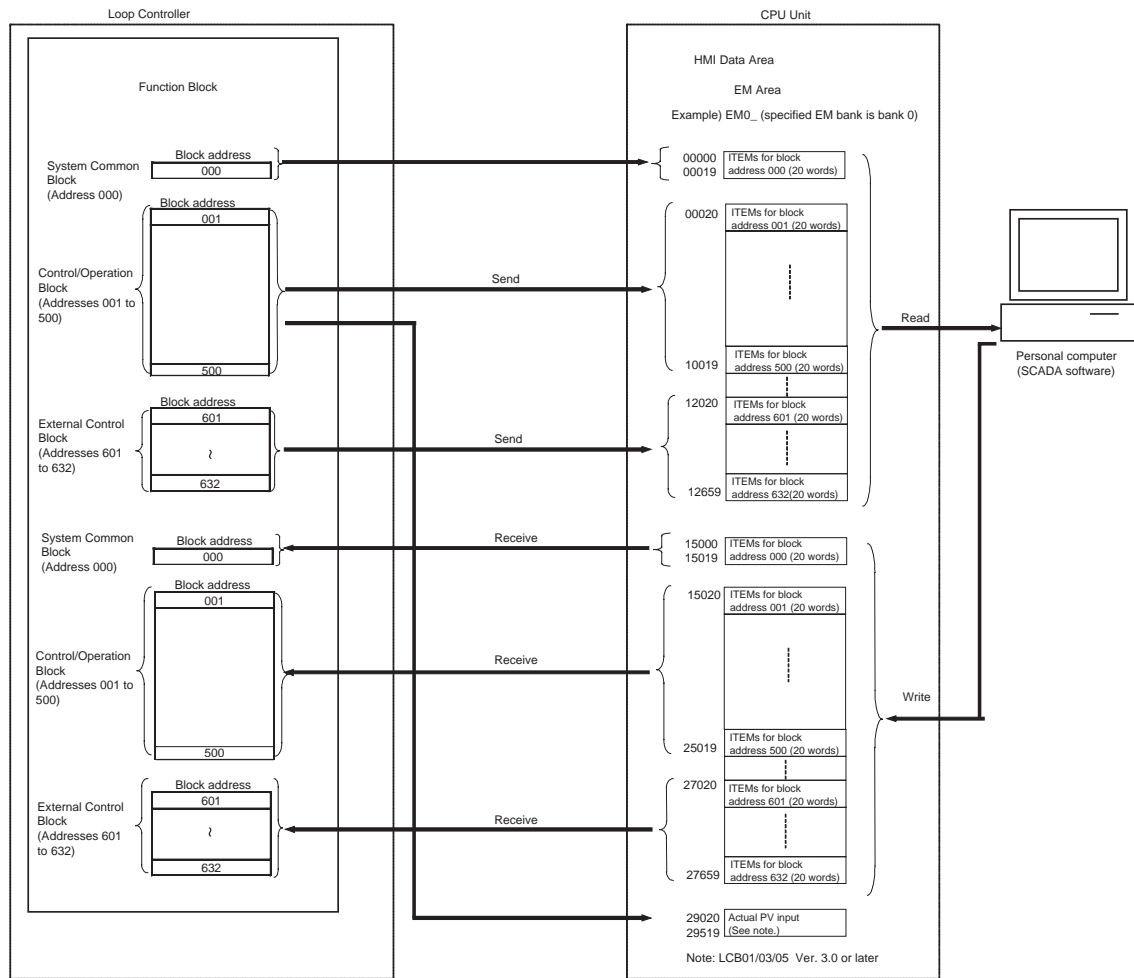 Loop Controller
CPU Unit
HMI Data Area
Function Block
EM Area
Example) EM0_ (specified EM bank is bank 0)
System Common
Block
(Address 000)
Block address
000
00000
00019
ITEMs for block
address 000 (20 words)
Block address
001
Control/Operation
Block
(Addresses 001 to
500)
500
Send
00020
ITEMs for block
address 001 (20 words)
10019
ITEMs for block
address 500 (20 words)
Read
Personal computer
(SCADA software)
External Control
Block
(Addresses 601
to 632)
Block address
601
~
632
Send
12020
ITEMs for block
address 601 (20 words)
12659
ITEMs for block
address 632(20 words)
System Common
Block
(Address 000)
Block address
000
Receive
15000
15019
ITEMs for block
address 000 (20 words)
Block address
001
Control/Operation
Block
(Addresses 001 to
500)
500
Receive
15020
ITEMs for block
address 001 (20 words)
25019
ITEMs for block
address 500 (20 words)
Write
External Control
Block
(Addresses 601
to 632)
Block address
601
~
632
Receive
27020
ITEMs for block
address 601 (20 words)
27659
ITEMs for block
address 632 (20 words)
29020
29519
Actual PV input
(See note.)
Note: LCB01/03/05 Ver. 3.0 or later